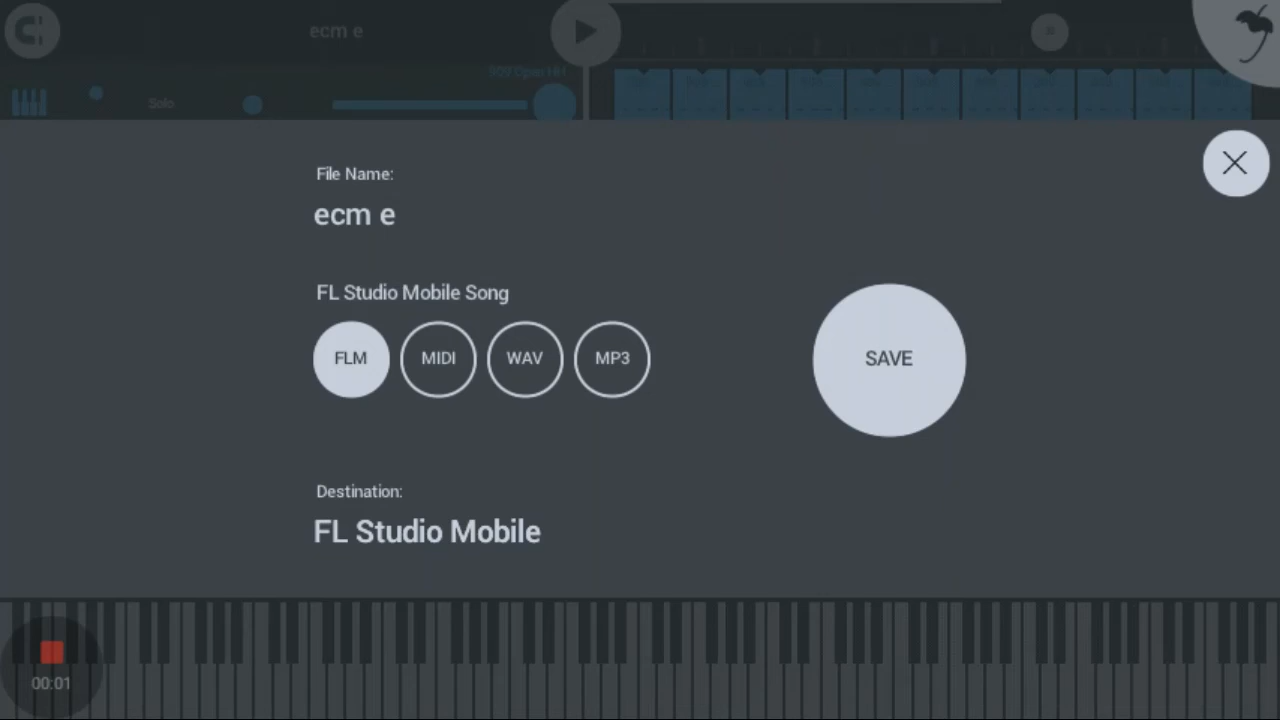 ecm e
Solo
File Name:
ecm e
FL Studio Mobile Song
FLM MIDI WAV MP3
SAVE
Destination:
FL Studio Mobile
00:01